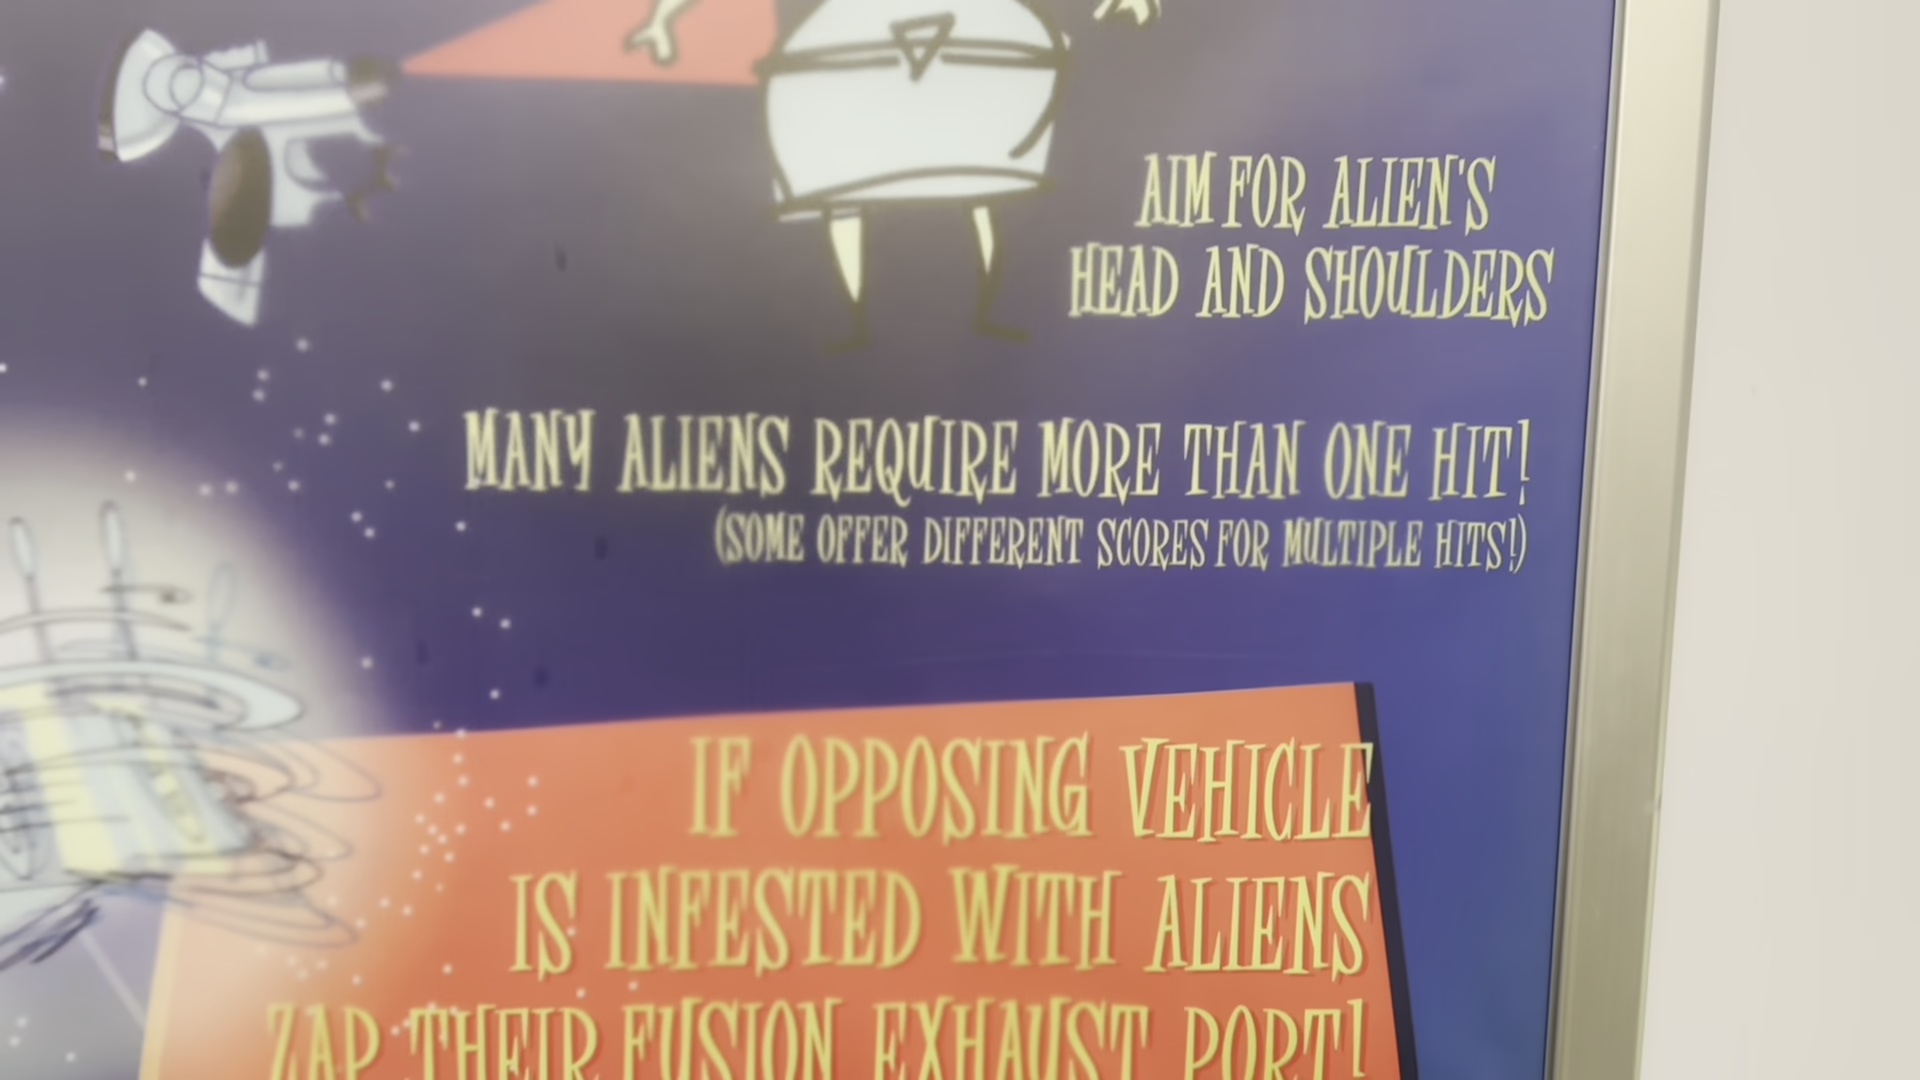 AIM FOR ALIEN'S
HEAD AND SHOULDERS
MANY ALIENS REQUIRE MORE THAN ONE HIT!
(SOME OFFER DIFFERENT SCORES FOR MULTIPLE HITS!)
IF OPPOSING VEHICLE
IS INFESTED WITH ALIENS
ZAP THEIR FUSION EXHAUST PORT!